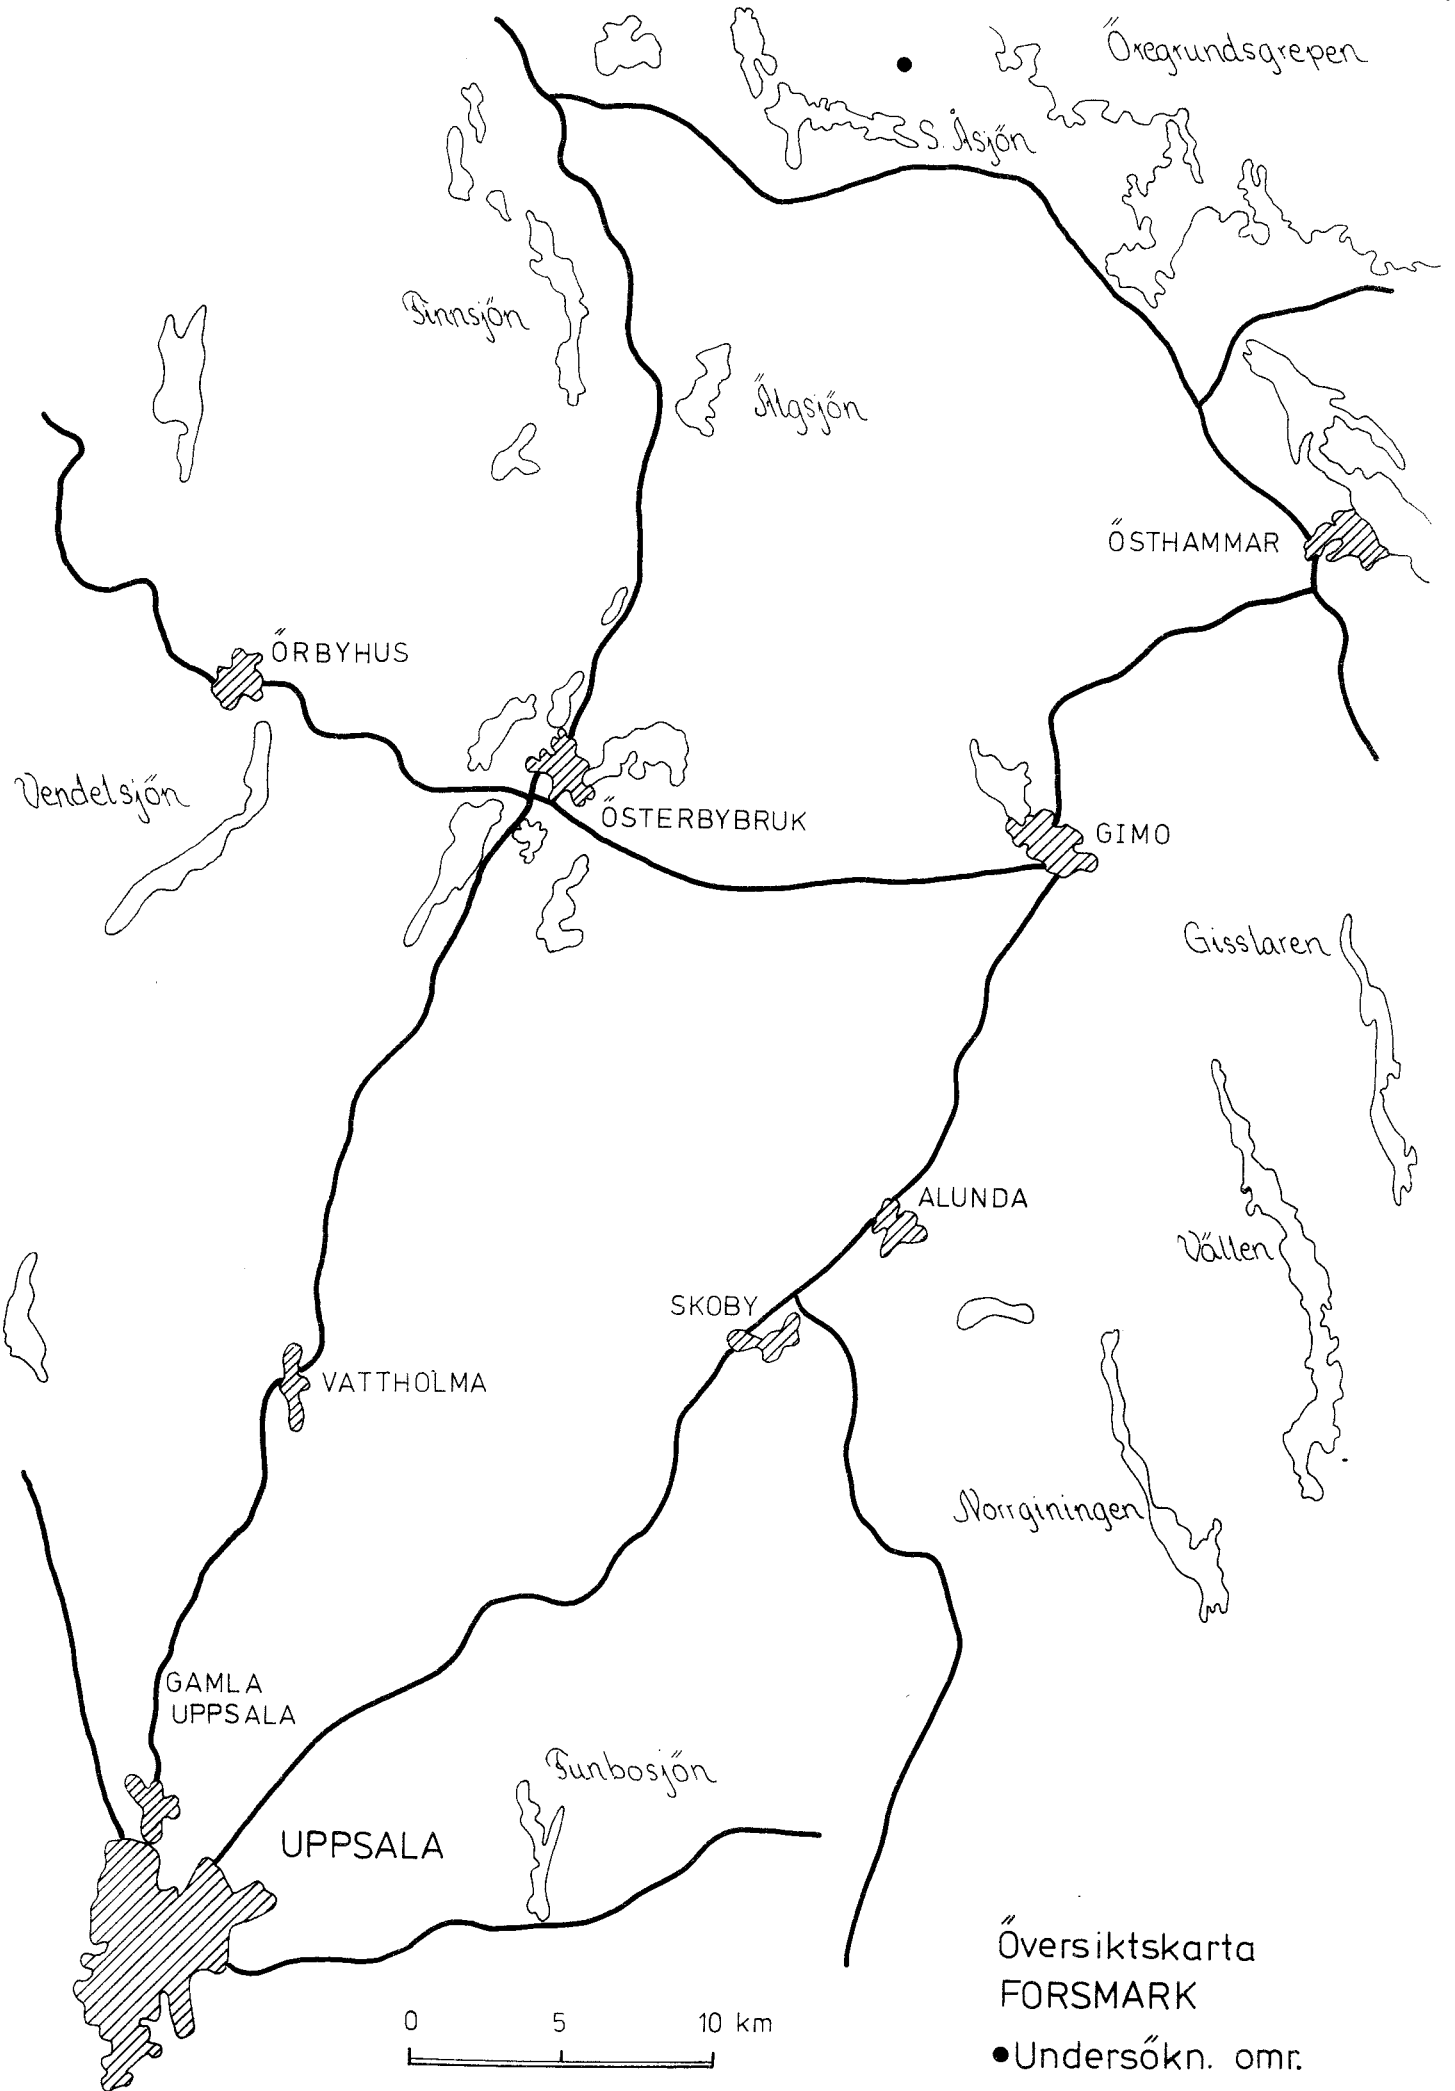 Öregrundsgrepen
S. Åsjön
Finnsjön
Älgsjön
ÖSTHAMMAR
ÖRBYHUS
Vendelsjön
ÖSTERBYBRUK
GIMO
Gisslaren
ALUNDA
Vällen
SKOBY
VATTHOLMA
Norrginingen
GAMLA
UPPSALA
Funbosjön
UPPSALA
Översiktskarta
FORSMARK
0 5 10 km
Undersökn. omr.